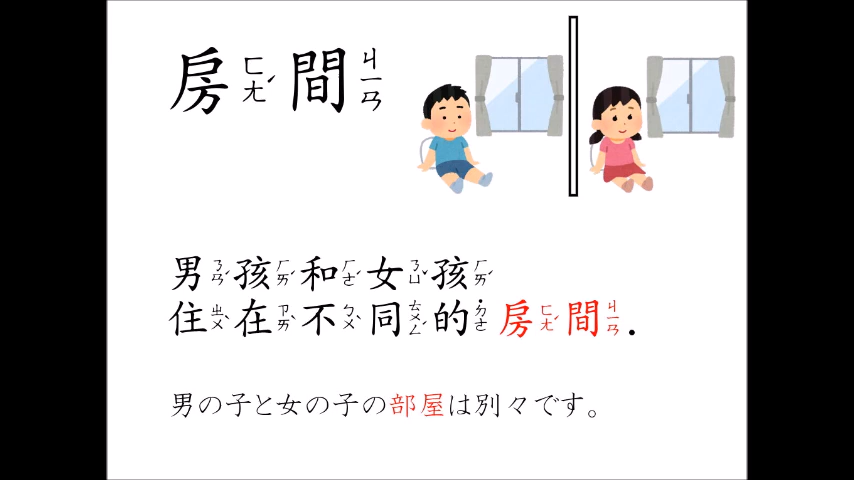 房ㄈㄤˊ間ㄐㄧㄢ
男ㄋㄢˊ孩ㄏㄞˊ和ㄏㄜˊ女ㄋㄩˇ孩ㄏㄞˊ
住ㄓㄨˋ在ㄗㄞˋ不ㄅㄨˋ同ㄊㄨㄥˊ的˙ㄉㄜ房ㄈㄤˊ間ㄐㄧㄢ.
男の子と女の子の部屋は別々です。